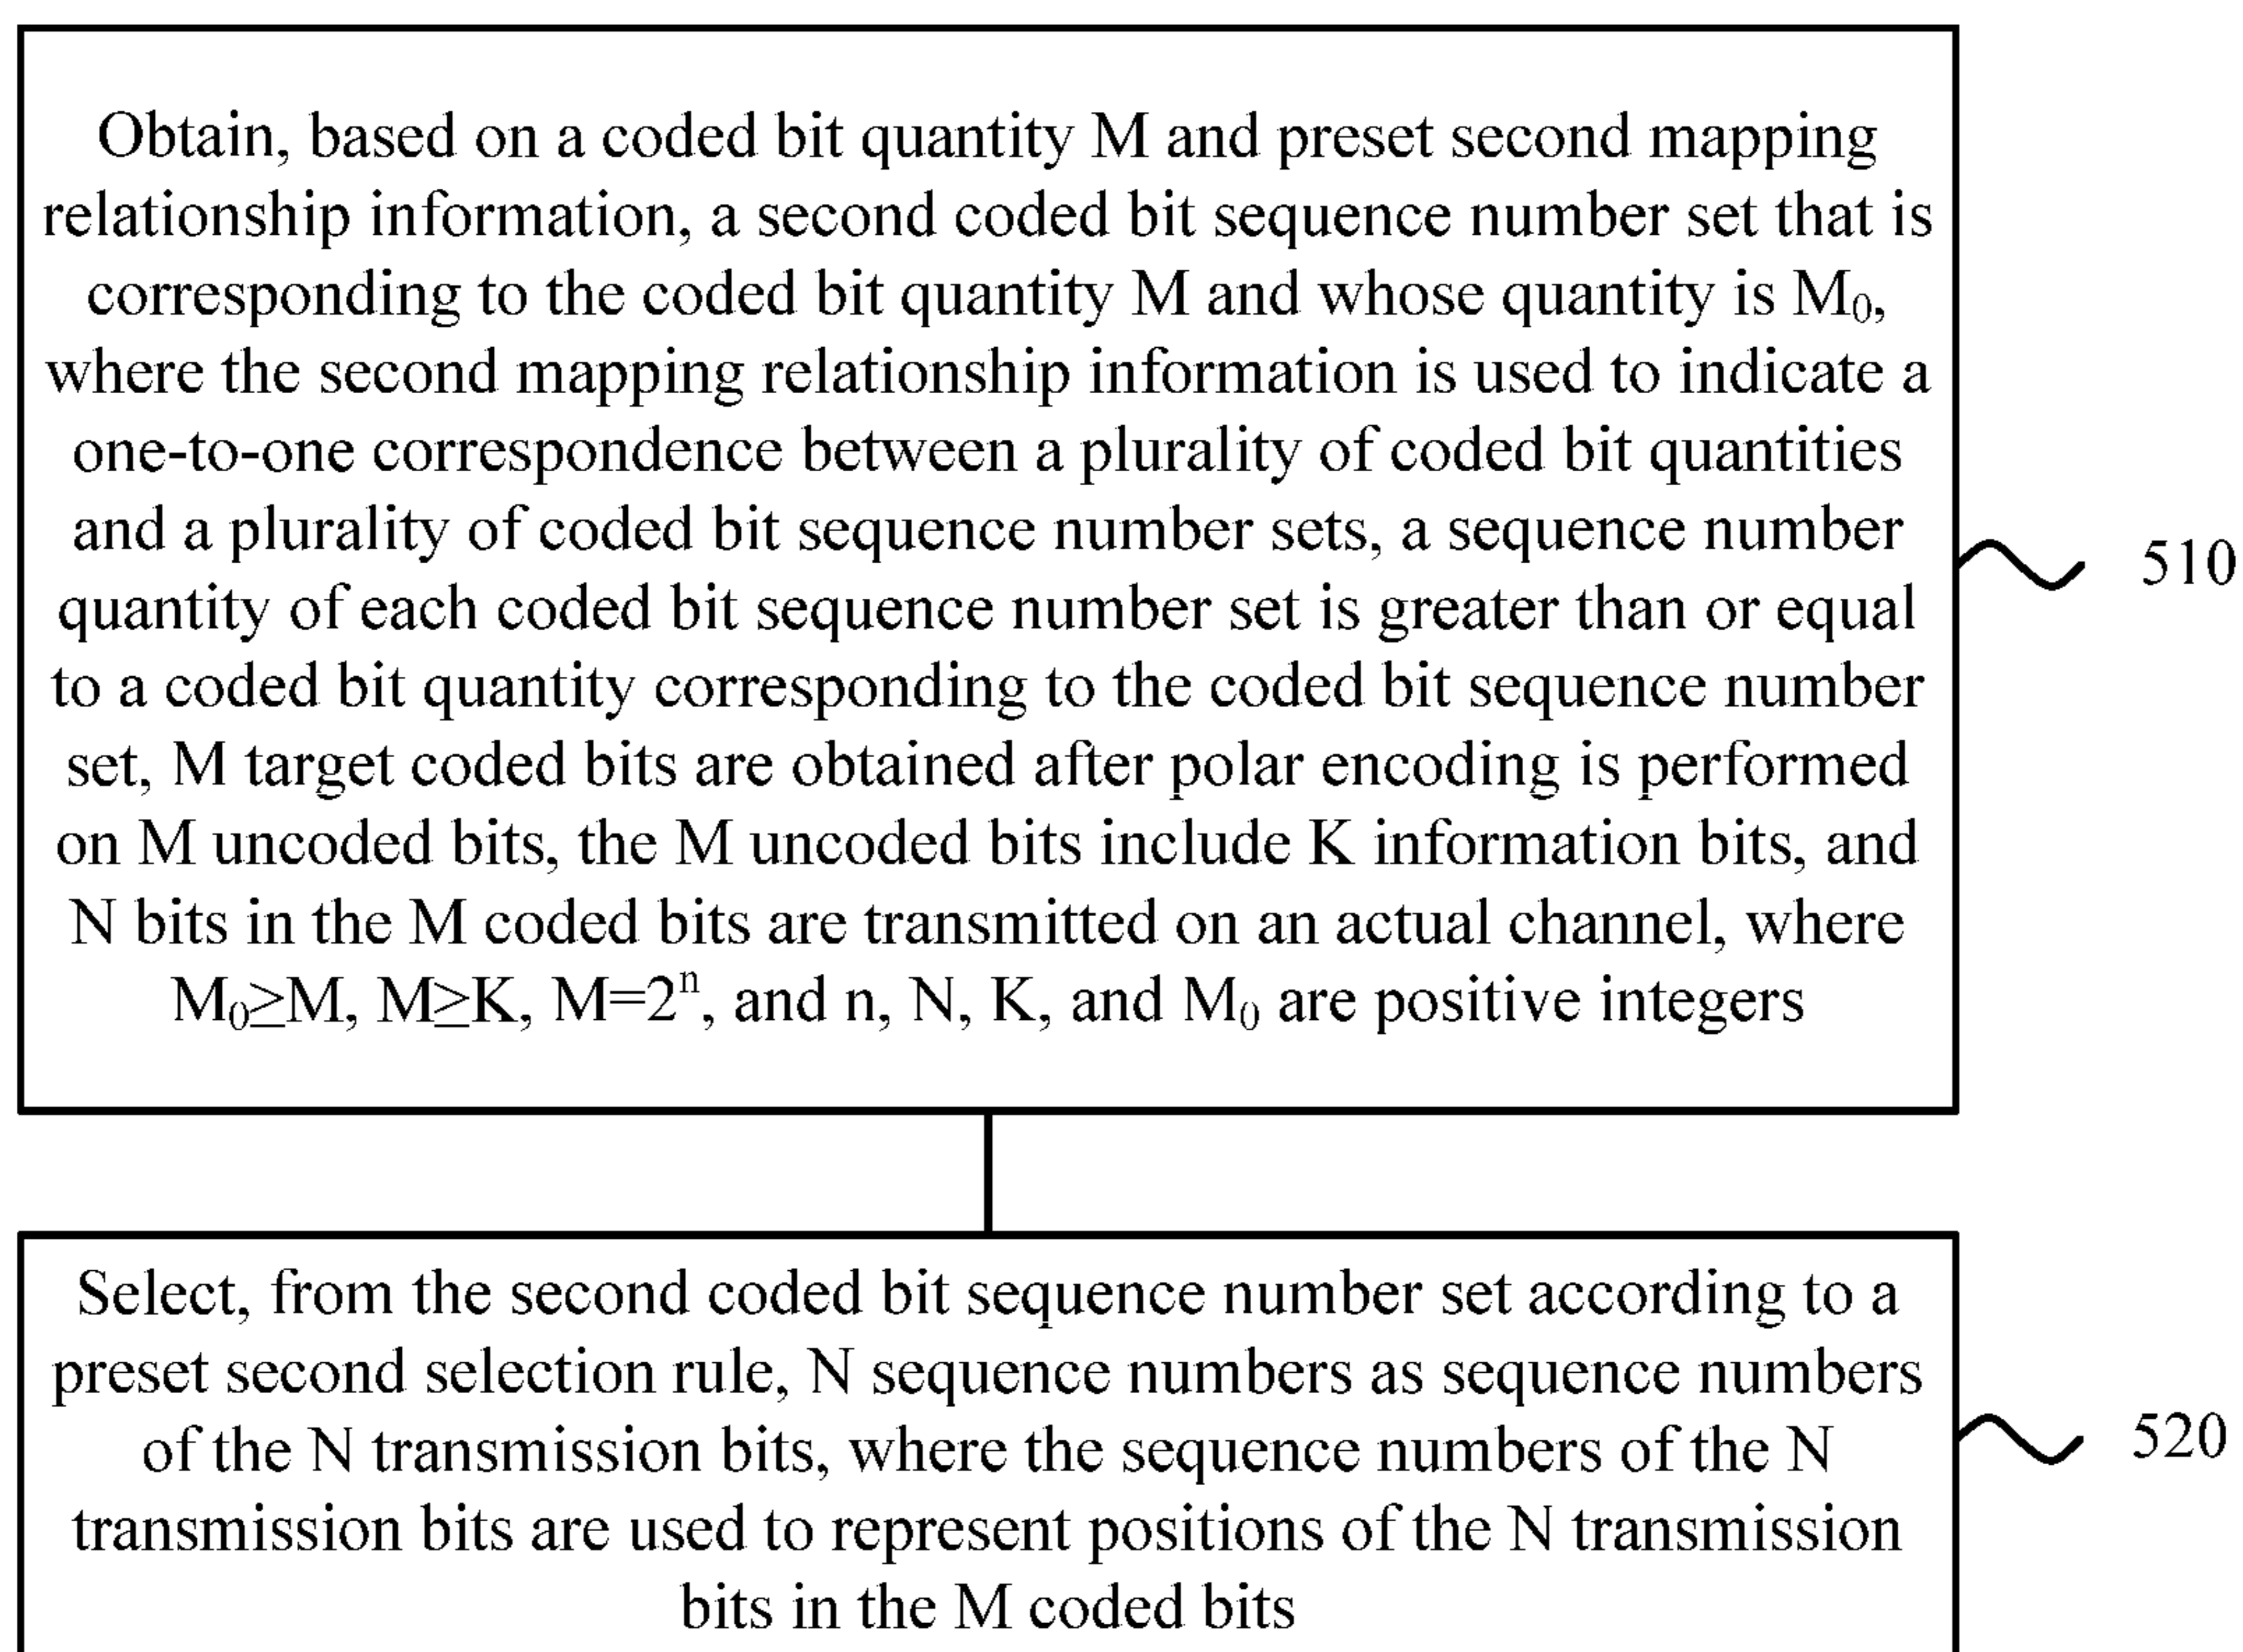 Obtain, based on a coded bit quantity M and preset second mapping
relationship information, a second coded bit sequence number set that is
corresponding to the coded bit quantity M and whose quantity is M₀,
where the second mapping relationship information is used to indicate a
one-to-one correspondence between a plurality of coded bit quantities
and a plurality of coded bit sequence number sets, a sequence number
quantity of each coded bit sequence number set is greater than or equal
to a coded bit quantity corresponding to the coded bit sequence number
set, M target coded bits are obtained after polar encoding is performed
on M uncoded bits, the M uncoded bits include K information bits, and
N bits in the M coded bits are transmitted on an actual channel, where
M₀≥M, M≥K, M=2ⁿ, and n, N, K, and M₀ are positive integers
510
Select, from the second coded bit sequence number set according to a
preset second selection rule, N sequence numbers as sequence numbers
of the N transmission bits, where the sequence numbers of the N
transmission bits are used to represent positions of the N transmission
bits in the M coded bits
520